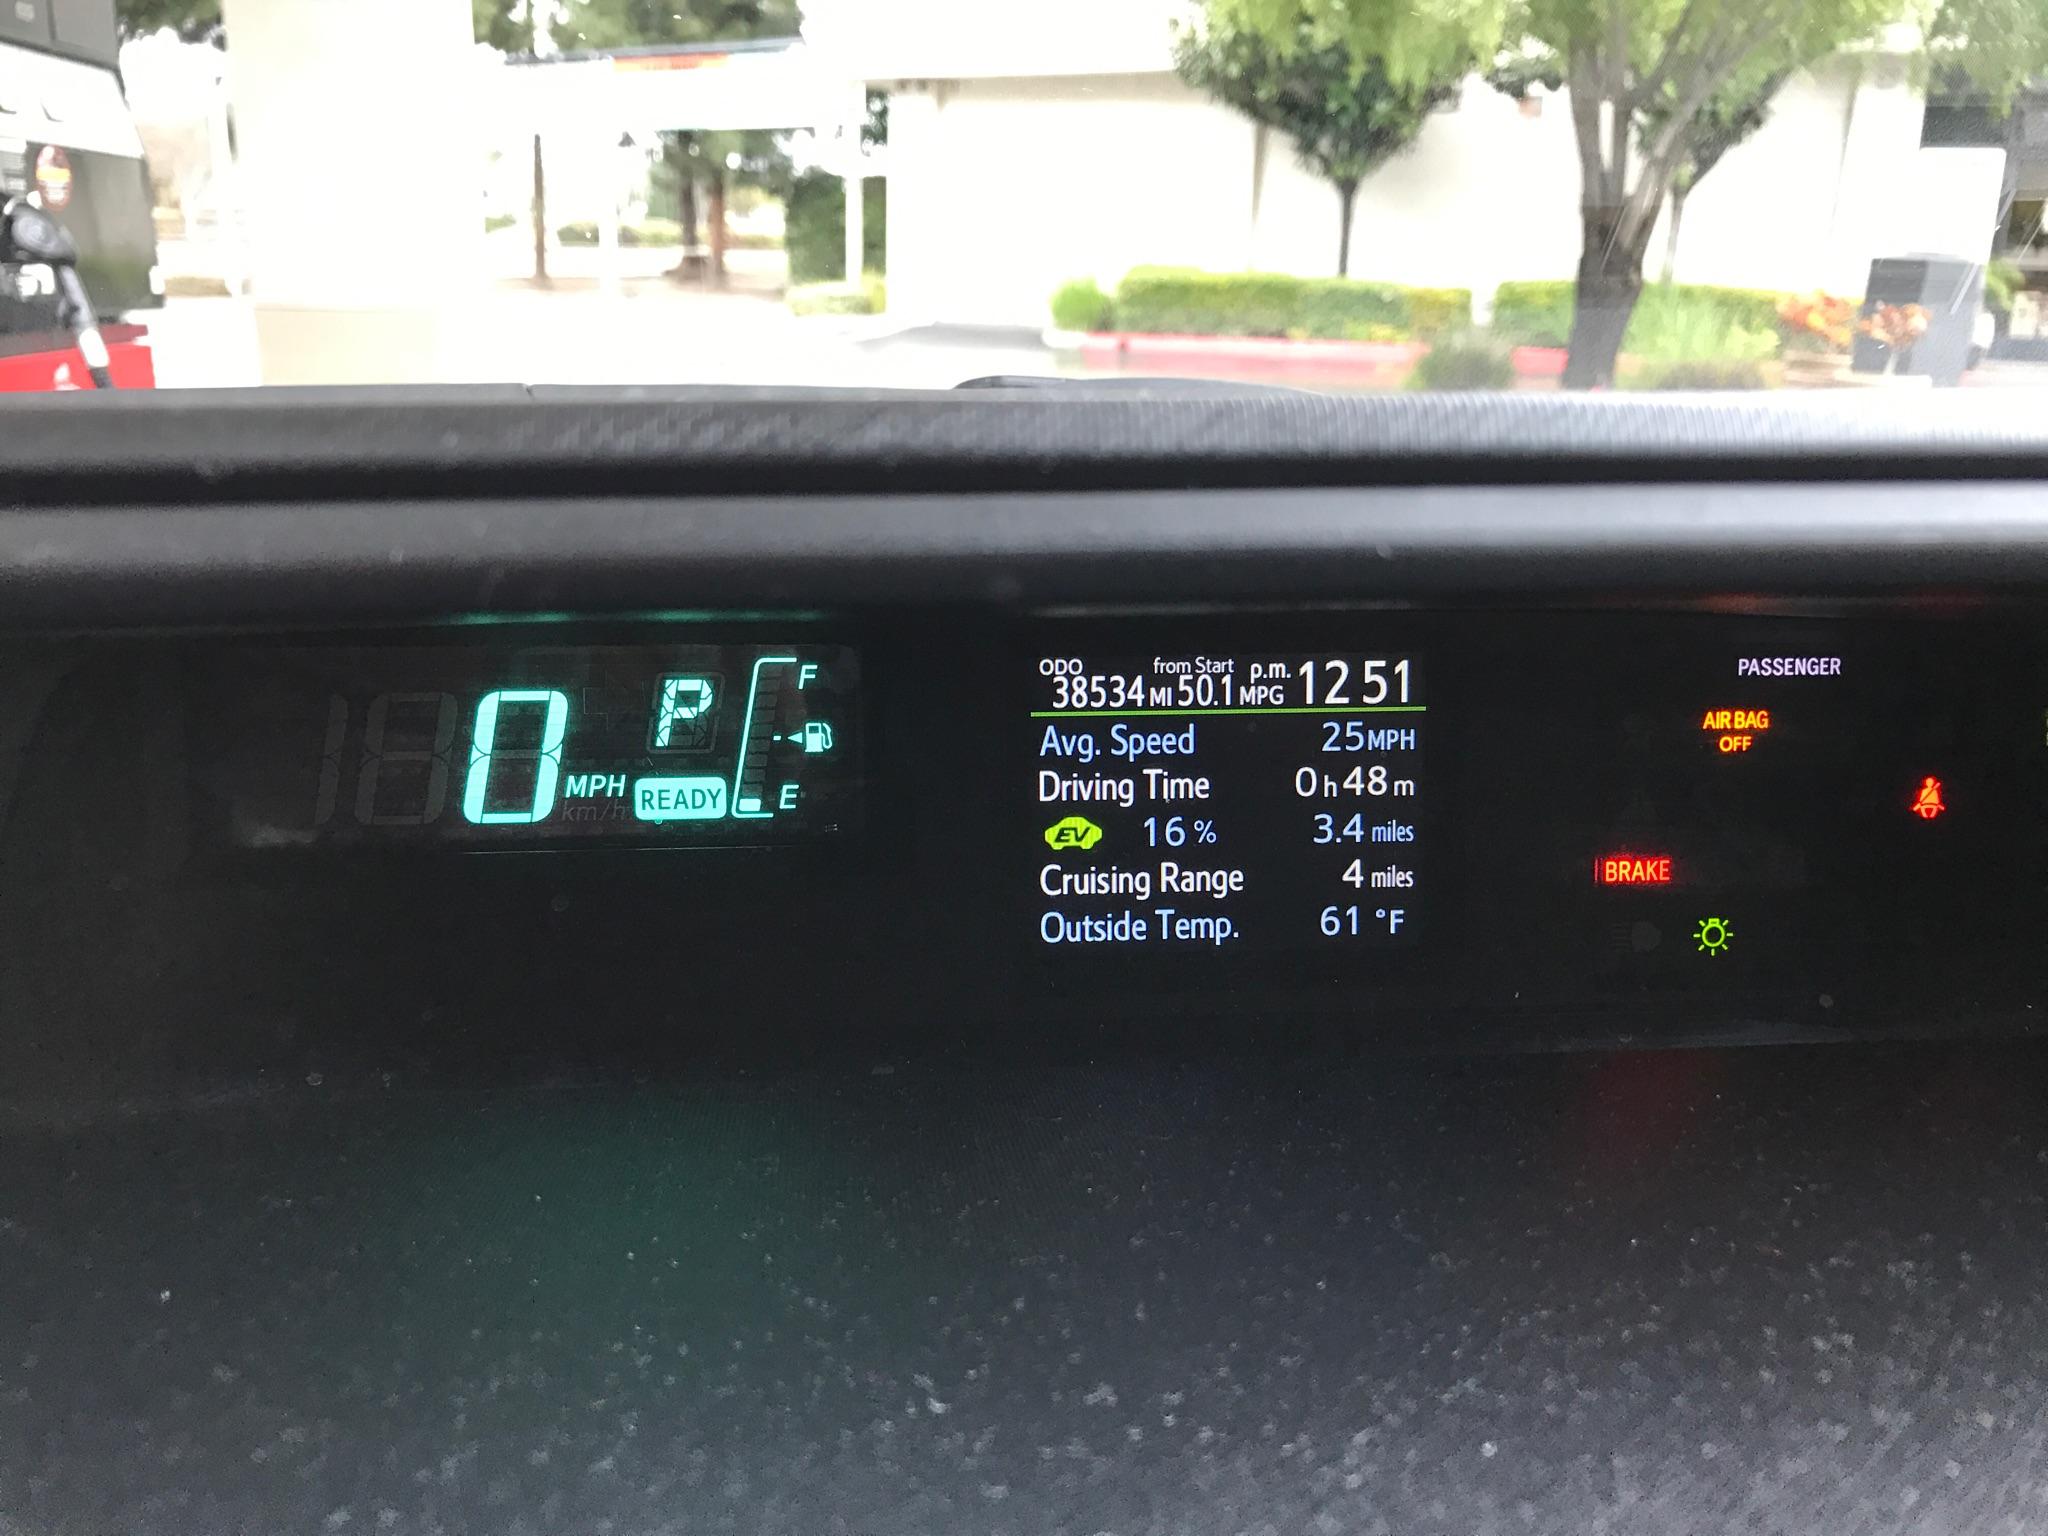 0 MPH
km/h
P
READY
F
E
ODO from Start p.m. 12 51
38534 MI 50.1 MPG
Avg. Speed 25 MPH
Driving Time 0 h 48 m
EV 16 % 3.4 miles
Cruising Range 4 miles
Outside Temp. 61 °F
PASSENGER
AIR BAG
OFF
BRAKE